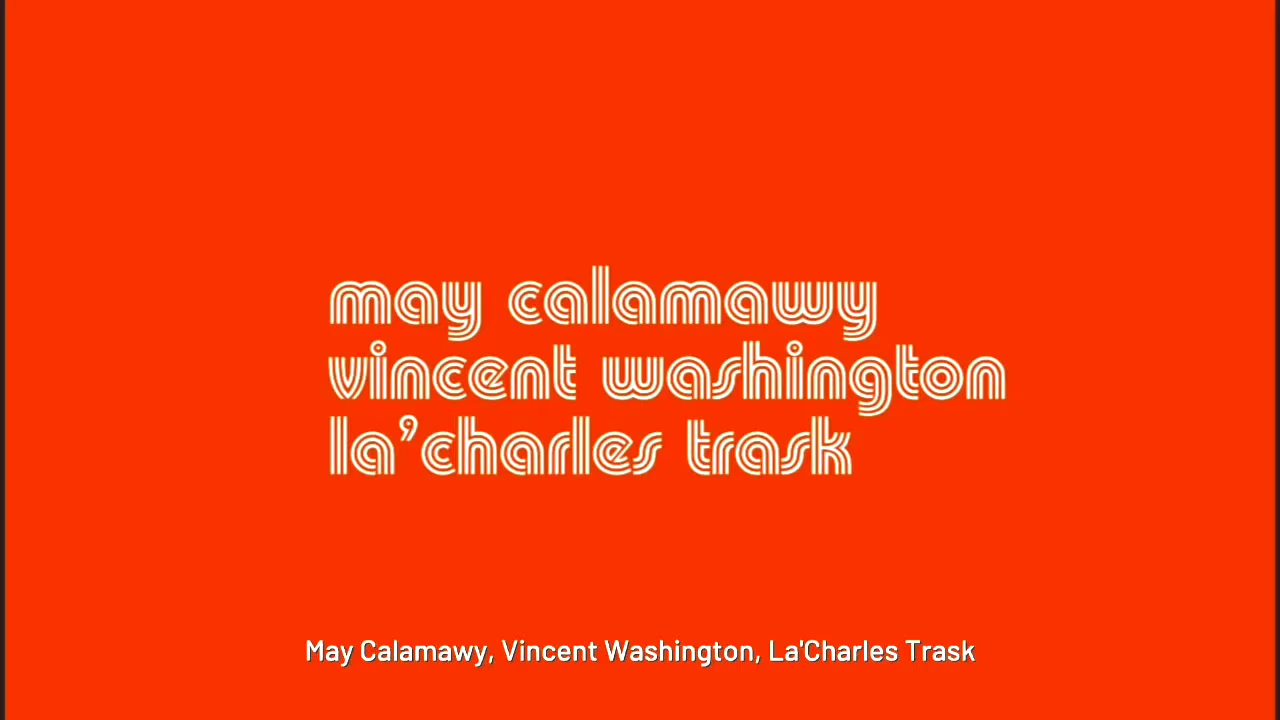 may calamawy
vincent washington
la’charles trask
May Calamawy, Vincent Washington, La'Charles Trask